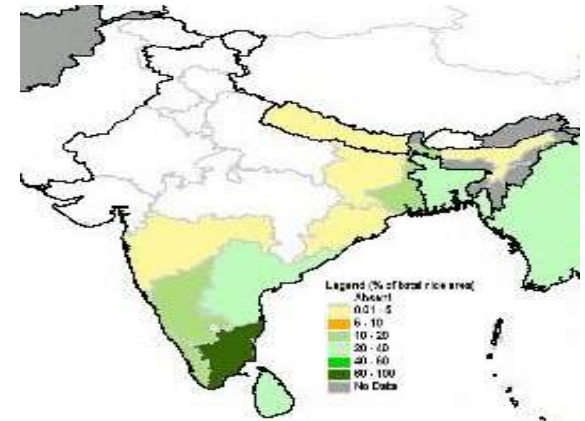 Legend (% of total rice area)
Absent
0.01 - 5
6 - 10
10 - 20
20 - 40
40 - 60
60 - 100
No Data